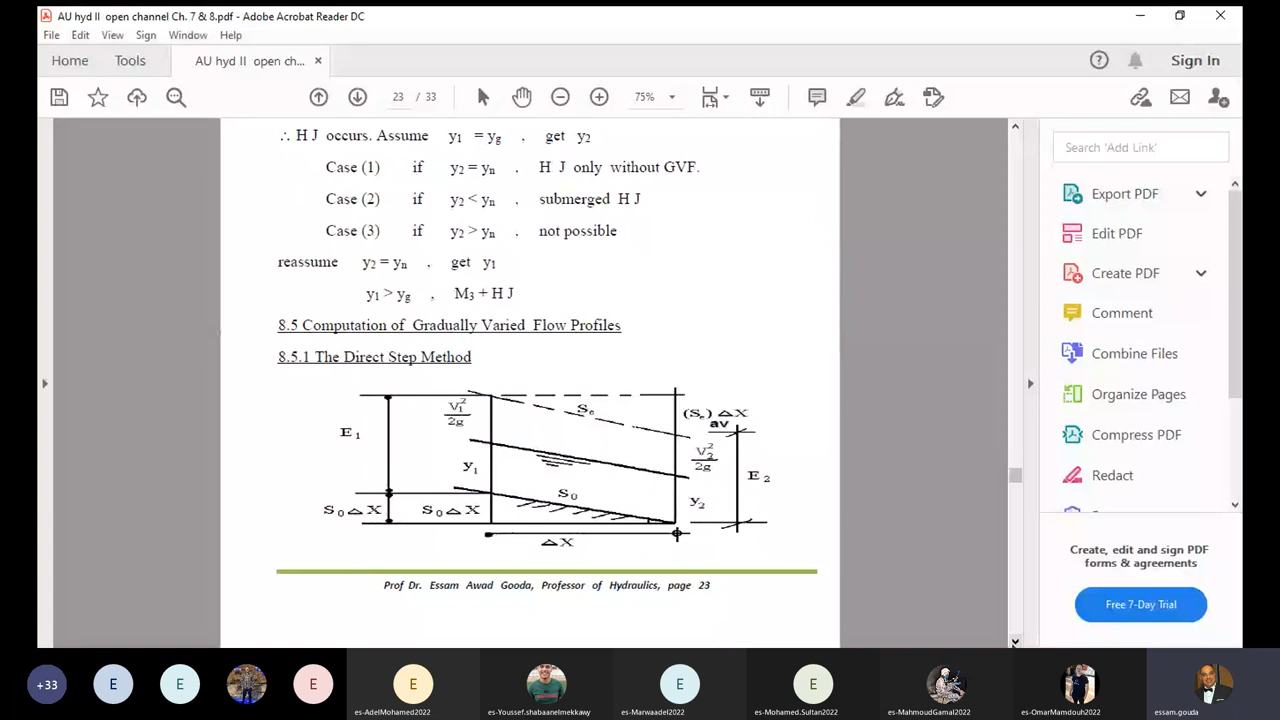 AU hyd II open channel Ch. 7 & 8.pdf - Adobe Acrobat Reader DC
File Edit View Sign Window Help
Home Tools AU hyd II open ch... × Sign In
23 / 33 75%
∴ H J occurs. Assume y1 = yg , get y2
Case (1) if y2 = yn , H J only without GVF.
Case (2) if y2 < yn , submerged H J
Case (3) if y2 > yn , not possible
reassume y2 = yn , get y1
y1 > yg , M3 + H J
8.5 Computation of Gradually Varied Flow Profiles
8.5.1 The Direct Step Method
V1²/2g Se (Se) ΔX
av
E1 V2²/2g
y1 E2
S0 y2
S0 ΔX S0 ΔX
ΔX
Prof Dr. Essam Awad Gooda, Professor of Hydraulics, page 23
Search 'Add Link'
Export PDF
Edit PDF
Create PDF
Comment
Combine Files
Organize Pages
Compress PDF
Redact
Create, edit and sign PDF
forms & agreements
Free 7-Day Trial
+33 E E E E E E
es-AdelMohamed2022 es-Youssef.shabaanelmekkawy es-Marwaadel2022 es-Mohamed.Sultan2022 es-MahmoudGamal2022 es-OmarMamdouh2022 essam.gouda